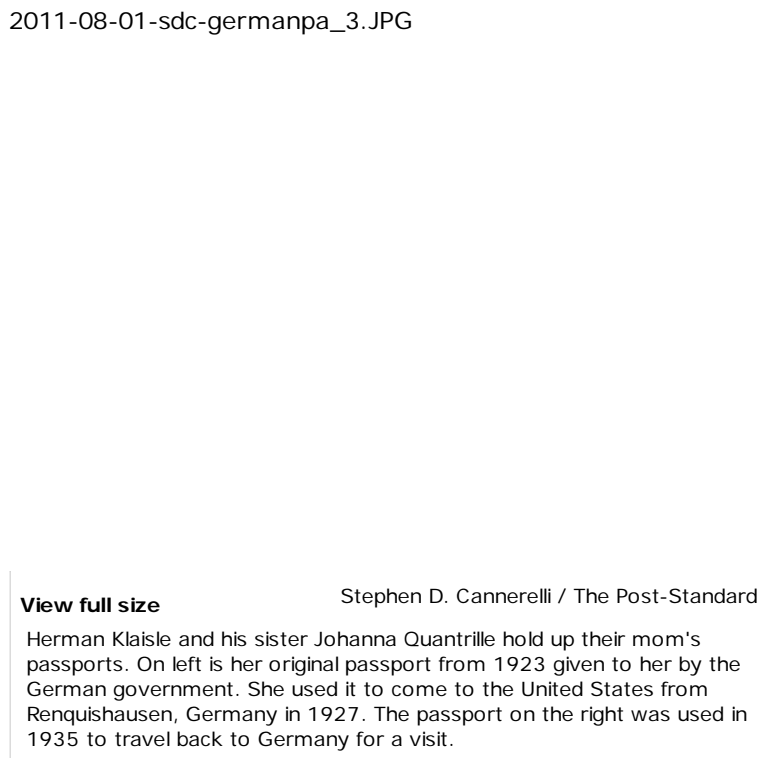 2011-08-01-sdc-germanpa_3.JPG
View full size
Stephen D. Cannerelli / The Post-Standard
Herman Klaisle and his sister Johanna Quantrille hold up their mom's
passports. On left is her original passport from 1923 given to her by the
German government. She used it to come to the United States from
Renquishausen, Germany in 1927. The passport on the right was used in
1935 to travel back to Germany for a visit.